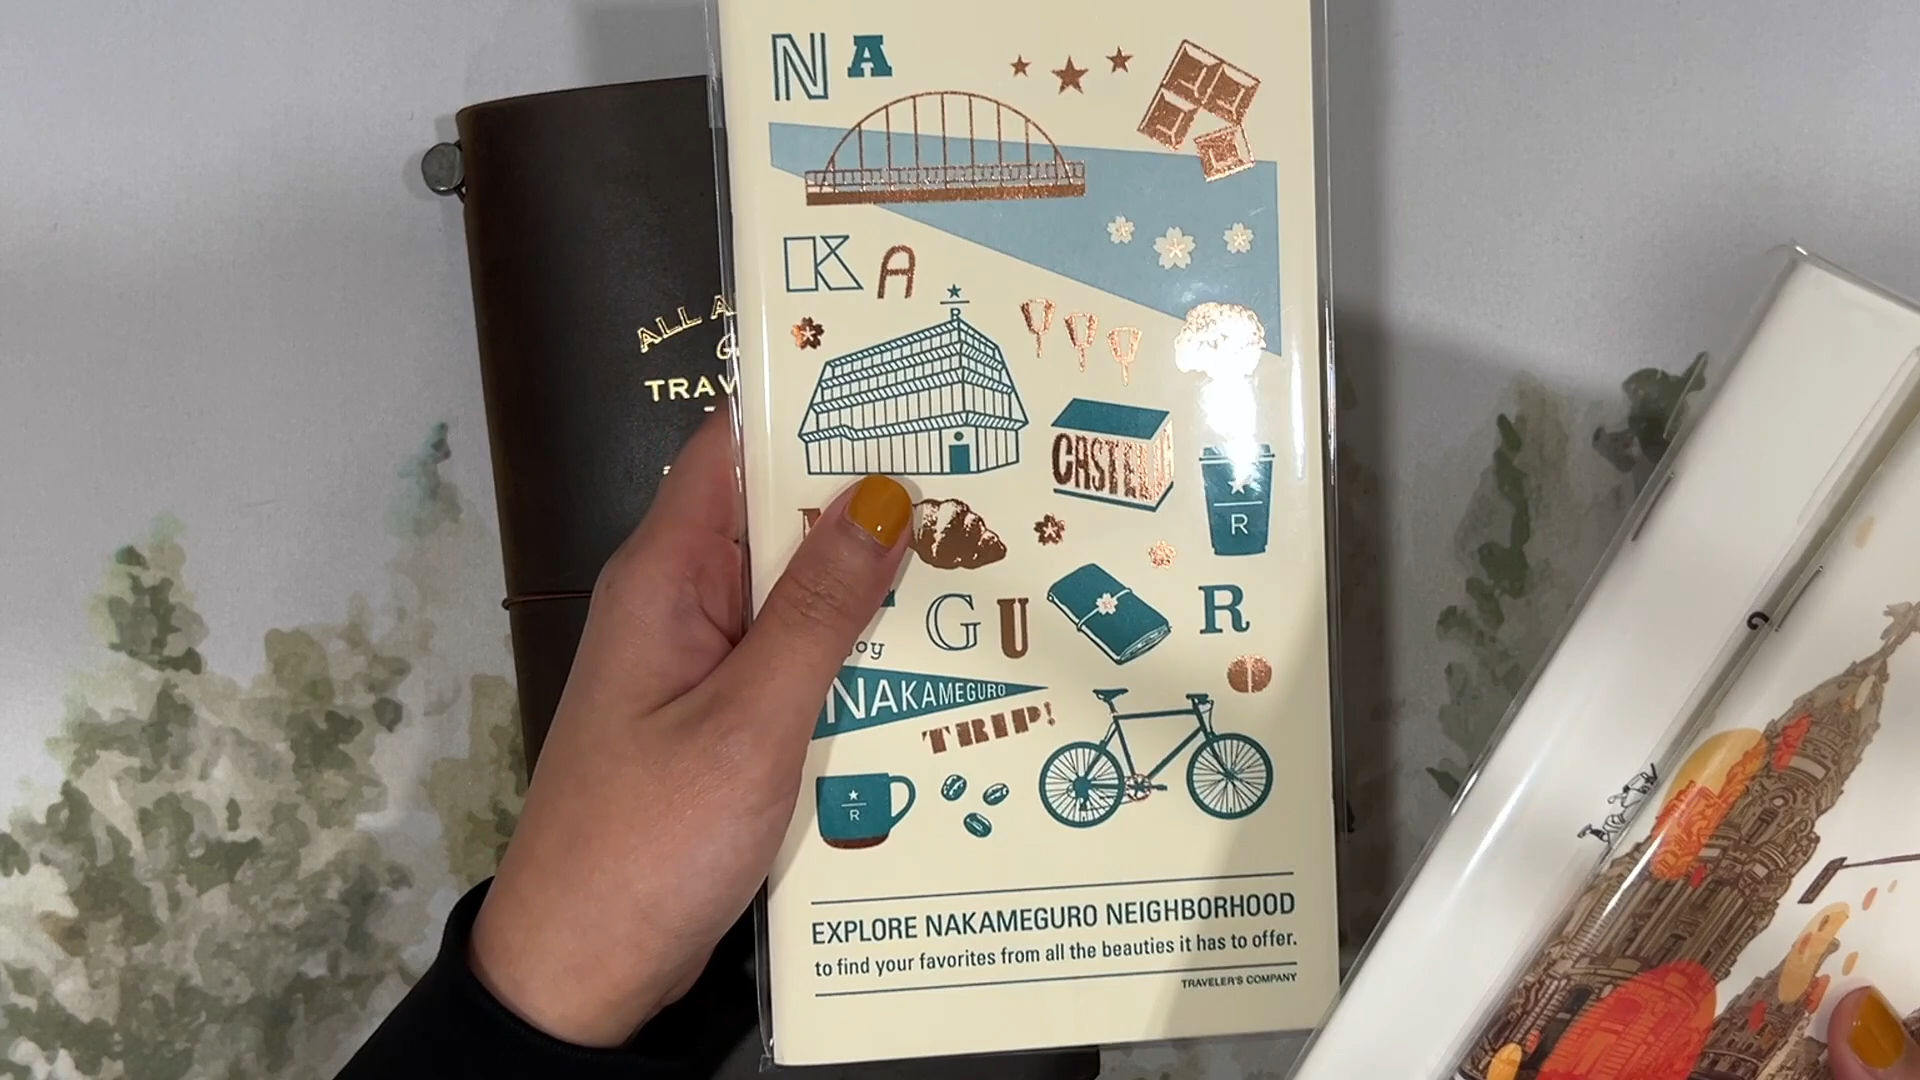 NA
KA
R
CASTELLA
R
GU R
NAKAMEGURO
TRIP!
R
EXPLORE NAKAMEGURO NEIGHBORHOOD
to find your favorites from all the beauties it has to offer.
TRAVELER'S COMPANY
ALL A
TRAV